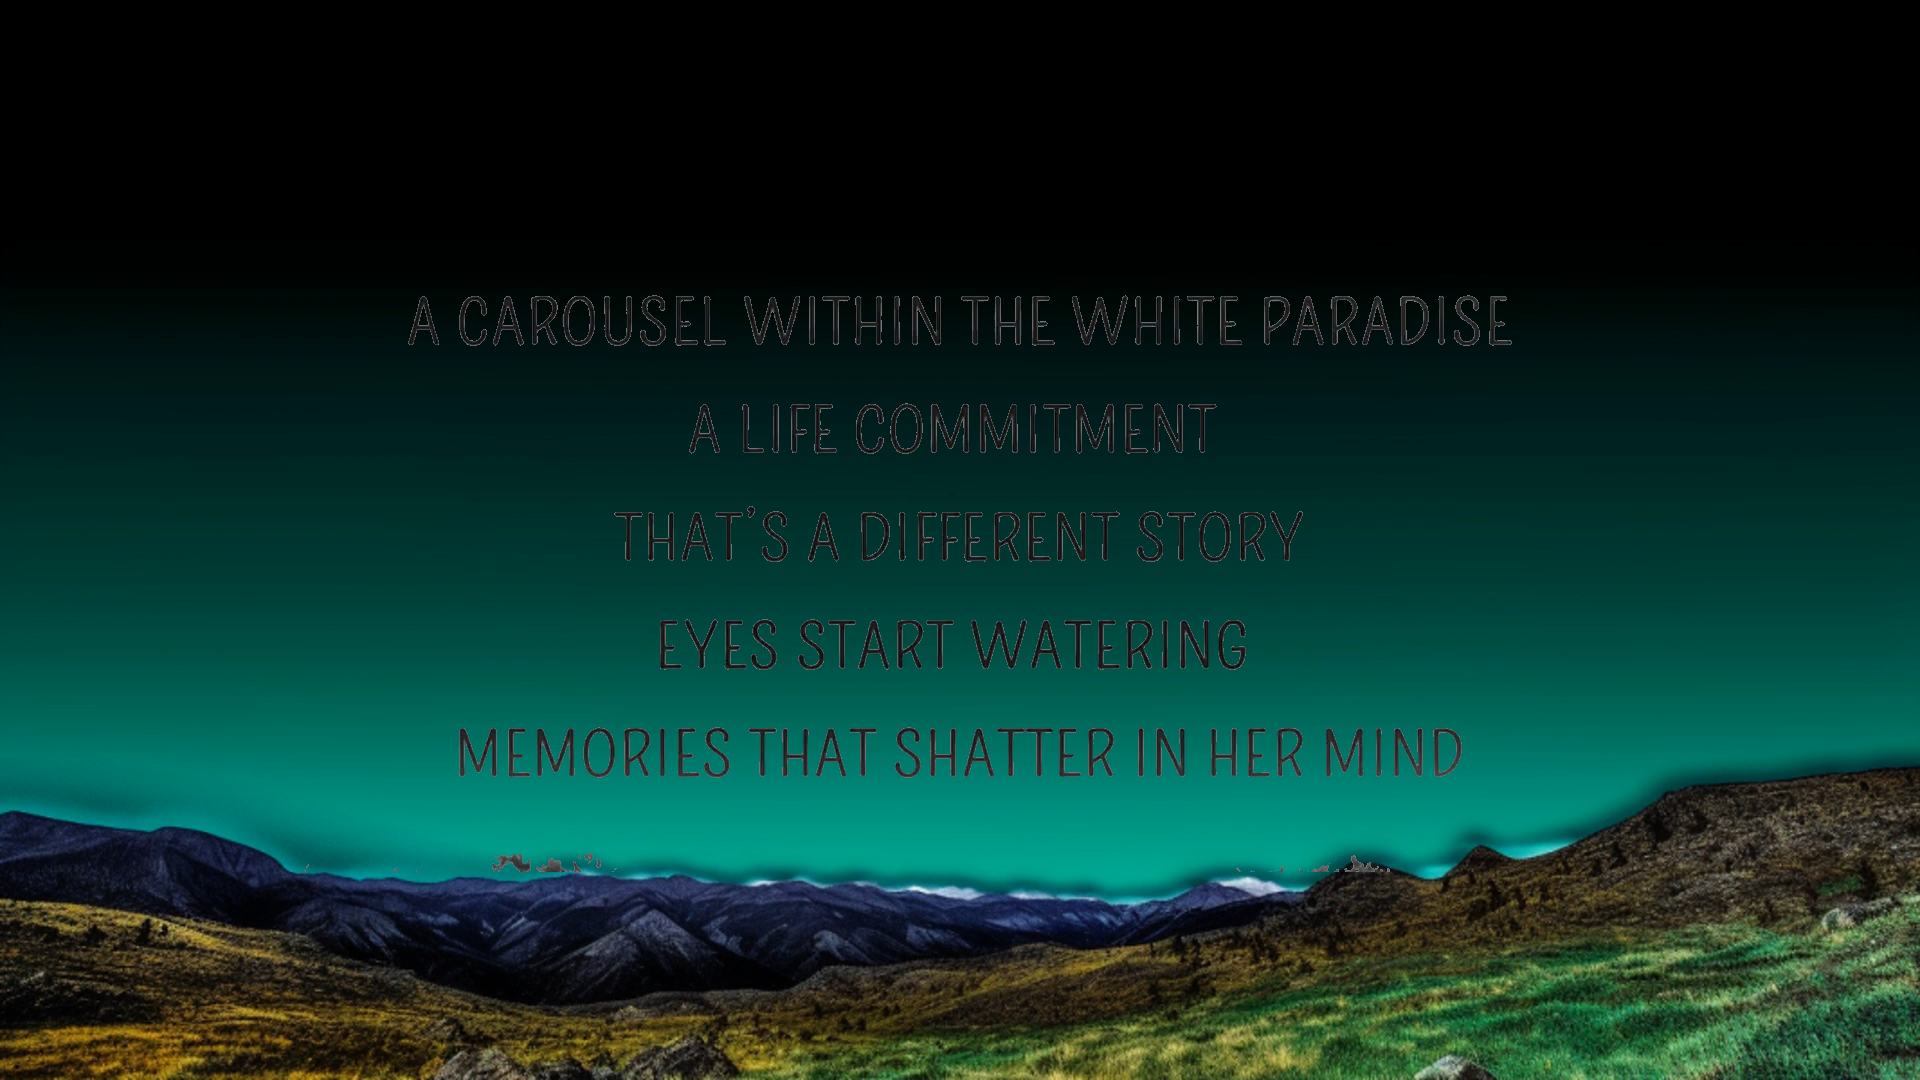 A CAROUSEL WITHIN THE WHITE PARADISE
A LIFE COMMITMENT
THAT'S A DIFFERENT STORY
EYES START WATERING
MEMORIES THAT SHATTER IN HER MIND